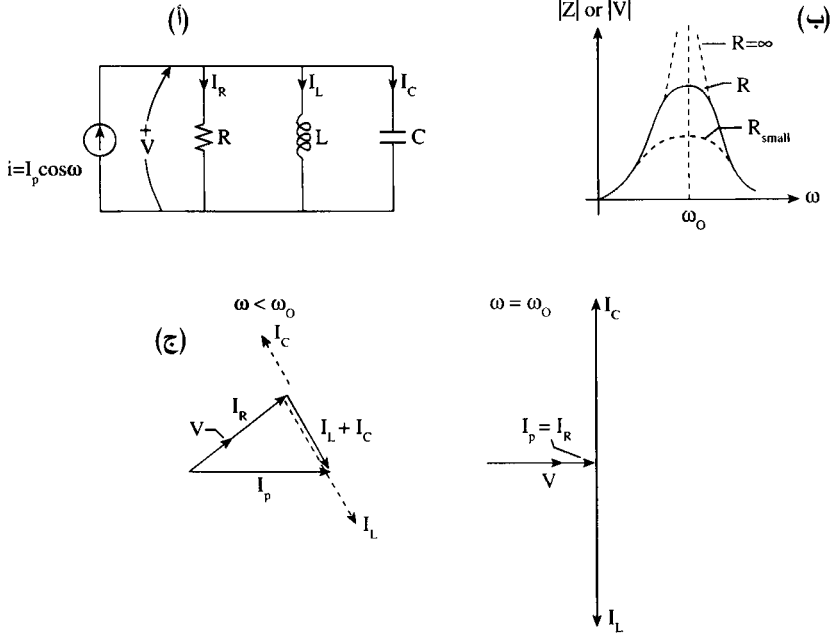 (أ)
I_R
I_L
I_C
+
V
R
L
C
i=I_p cosω
|Z| or |V|
(ب)
R=∞
R
R_small
ω
ω_O
(ج)
ω < ω_O
I_C
I_R
V
I_L + I_C
I_p
I_L
ω = ω_O
I_C
I_p = I_R
V
I_L